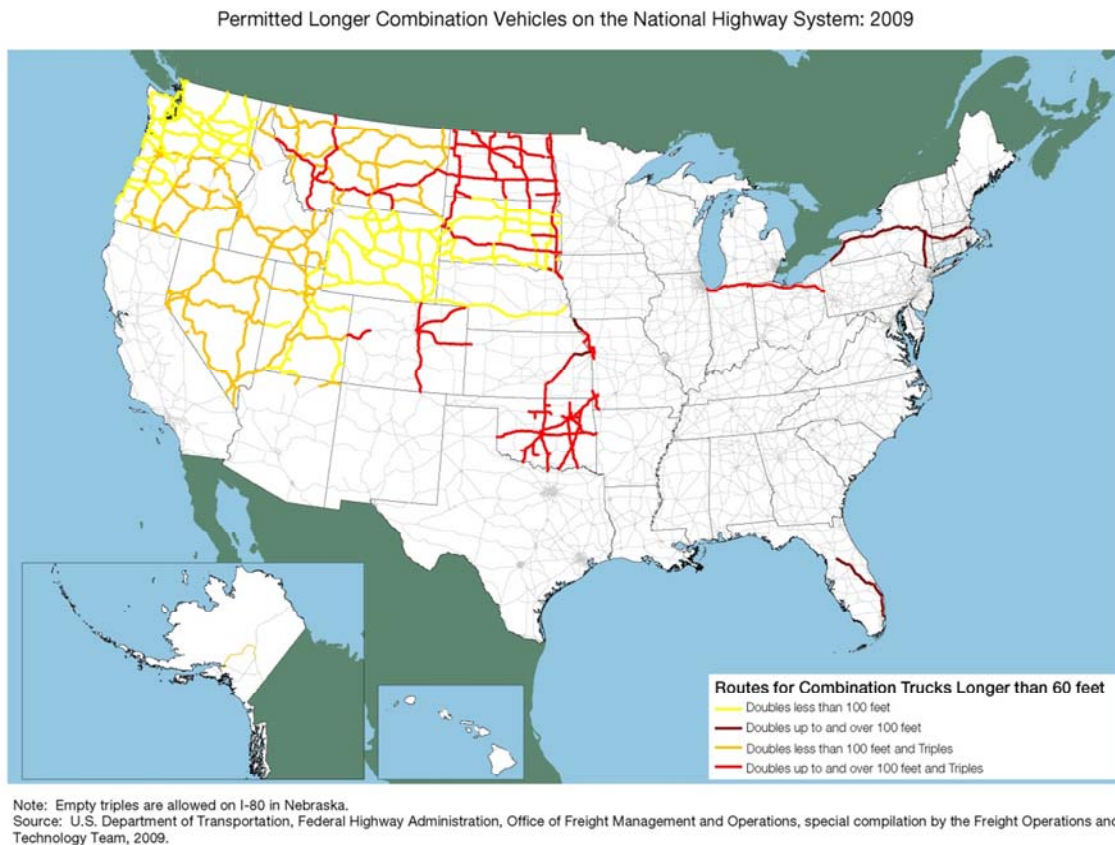 Permitted Longer Combination Vehicles on the National Highway System: 2009
Routes for Combination Trucks Longer than 60 feet
Doubles less than 100 feet
Doubles up to and over 100 feet
Doubles less than 100 feet and Triples
Doubles up to and over 100 feet and Triples
Note: Empty triples are allowed on I-80 in Nebraska.
Source: U.S. Department of Transportation, Federal Highway Administration, Office of Freight Management and Operations, special compilation by the Freight Operations and
Technology Team, 2009.